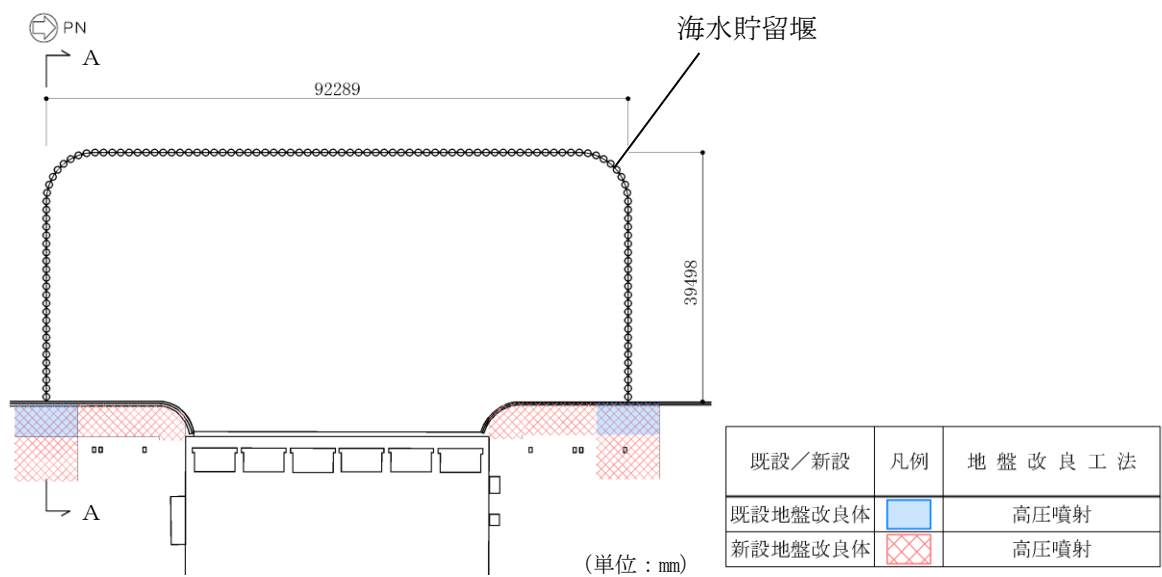 PN
海水貯留堰
A
92289
39498
A
既設／新設 凡例 地盤改良工法
既設地盤改良体 高圧噴射
新設地盤改良体 高圧噴射
(単位：㎜)